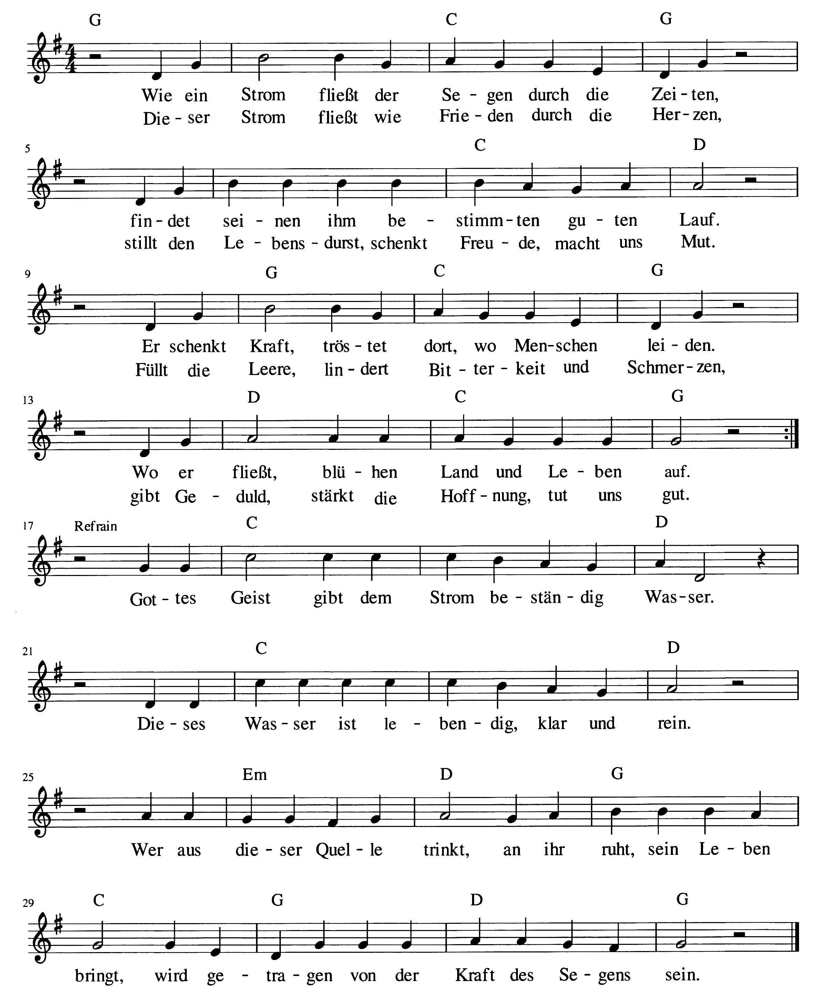 G C G
4
4
Wie ein Strom fließt der Se - gen durch die Zei - ten,
Die - ser Strom fließt wie Frie - den durch die Her - zen,
5 C D
fin - det sei - nen ihm be - stimm - ten gu - ten Lauf.
stillt den Le - bens - durst, schenkt Freu - de, macht uns Mut.
9 G C G
Er schenkt Kraft, trös - tet dort, wo Men - schen lei - den.
Füllt die Leere, lin - dert Bit - ter - keit und Schmer - zen,
13 D C G
Wo er fließt, blü - hen Land und Le - ben auf.
gibt Ge - duld, stärkt die Hoff - nung, tut uns gut.
17 Refrain C D
Got - tes Geist gibt dem Strom be - stän - dig Was - ser.
21 C D
Die - ses Was - ser ist le - ben - dig, klar und rein.
25 Em D G
Wer aus die - ser Quel - le trinkt, an ihr ruht, sein Le - ben
29 C G D G
bringt, wird ge - tra - gen von der Kraft des Se - gens sein.